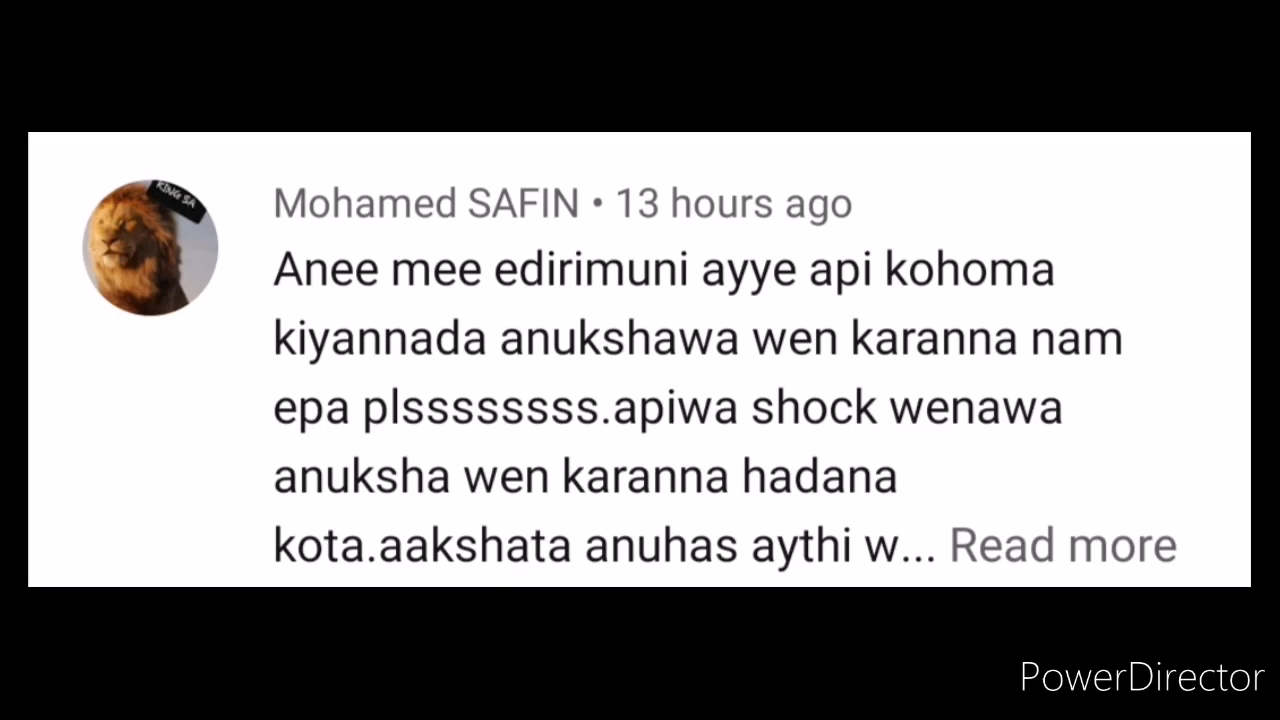 KING SA
Mohamed SAFIN • 13 hours ago
Anee mee edirimuni ayye api kohoma
kiyannada anukshawa wen karanna nam
epa plssssssss.apiwa shock wenawa
anuksha wen karanna hadana
kota.aakshata anuhas aythi w... Read more
PowerDirector